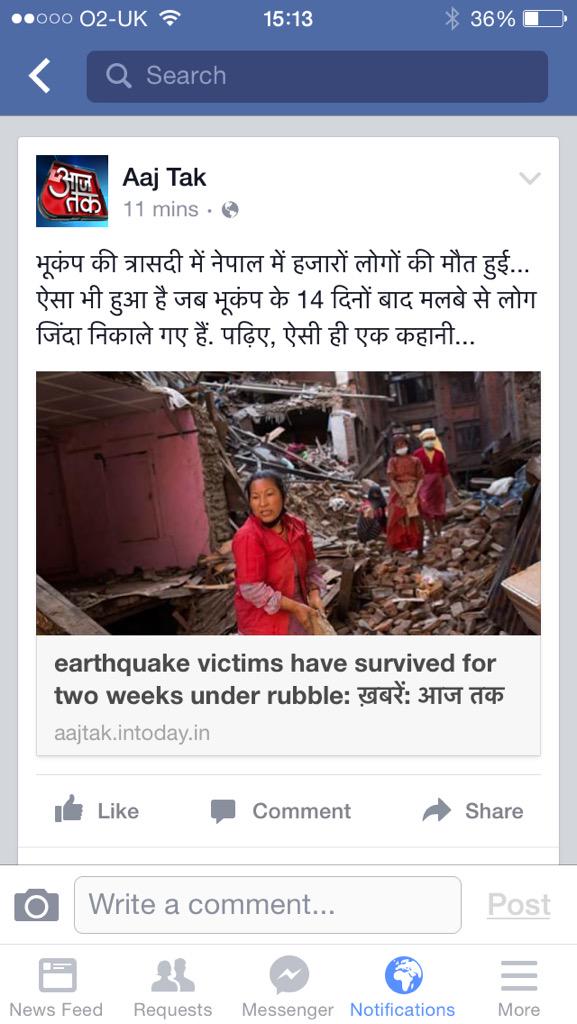 O2-UK
15:13
36%
Search
आज
तक
Aaj Tak
11 mins ·
भूकंप की त्रासदी में नेपाल में हजारों लोगों की मौत हुई...
ऐसा भी हुआ है जब भूकंप के 14 दिनों बाद मलबे से लोग
जिंदा निकाले गए हैं. पढ़िए, ऐसी ही एक कहानी...
earthquake victims have survived for
two weeks under rubble: ख़बरें: आज तक
aajtak.intoday.in
Like
Comment
Share
Write a comment...
Post
News Feed
Requests
Messenger
Notifications
More